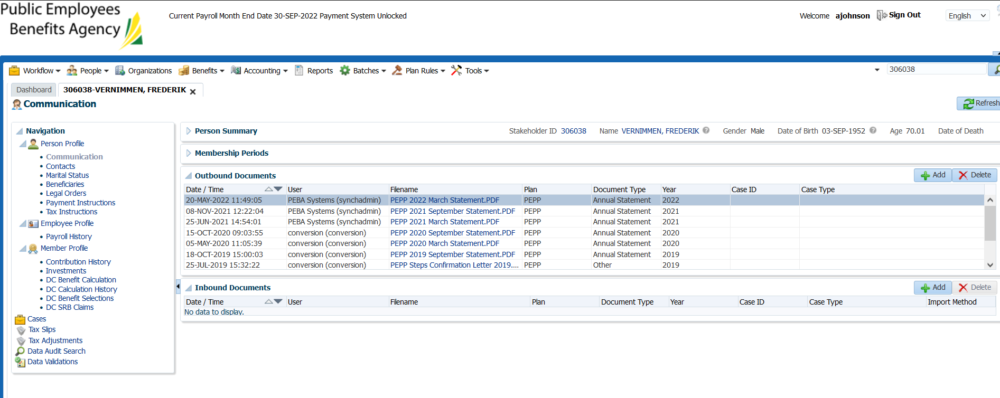 Public Employees
Benefits Agency
Current Payroll Month End Date 30-SEP-2022 Payment System Unlocked
Welcome ajohnson Sign Out English
Workflow People Organizations Benefits Accounting Reports Batches Plan Rules Tools 306038
Dashboard 306038-VERNIMMEN, FREDERIK
Communication
Refresh
Navigation
Person Profile
Communication
Contacts
Marital Status
Beneficiaries
Legal Orders
Payment Instructions
Tax Instructions
Employee Profile
Payroll History
Member Profile
Contribution History
Investments
DC Benefit Calculation
DC Calculation History
DC Benefit Selections
DC SRB Claims
Cases
Tax Slips
Tax Adjustments
Data Audit Search
Data Validations
Person Summary Stakeholder ID 306038 Name VERNIMMEN, FREDERIK Gender Male Date of Birth 03-SEP-1952 Age 70.01 Date of Death
Membership Periods
Outbound Documents Add Delete
Date / Time User Filename Plan Document Type Year Case ID Case Type
20-MAY-2022 11:49:05 PEBA Systems (synchadmin) PEPP 2022 March Statement.PDF PEPP Annual Statement 2022
08-NOV-2021 12:22:04 PEBA Systems (synchadmin) PEPP 2021 September Statement.PDF PEPP Annual Statement 2021
25-JUN-2021 14:54:01 PEBA Systems (synchadmin) PEPP 2021 March Statement.PDF PEPP Annual Statement 2021
15-OCT-2020 09:03:55 conversion (conversion) PEPP 2020 September Statement.PDF PEPP Annual Statement 2020
05-MAY-2020 11:05:39 conversion (conversion) PEPP 2020 March Statement.PDF PEPP Annual Statement 2020
18-OCT-2019 15:00:03 conversion (conversion) PEPP 2019 September Statement.PDF PEPP Annual Statement 2019
25-JUL-2019 15:32:22 conversion (conversion) PEPP Steps Confirmation Letter 2019.... PEPP Other 2019
Inbound Documents Add Delete
Date / Time User Filename Plan Document Type Year Case ID Case Type Import Method
No data to display.